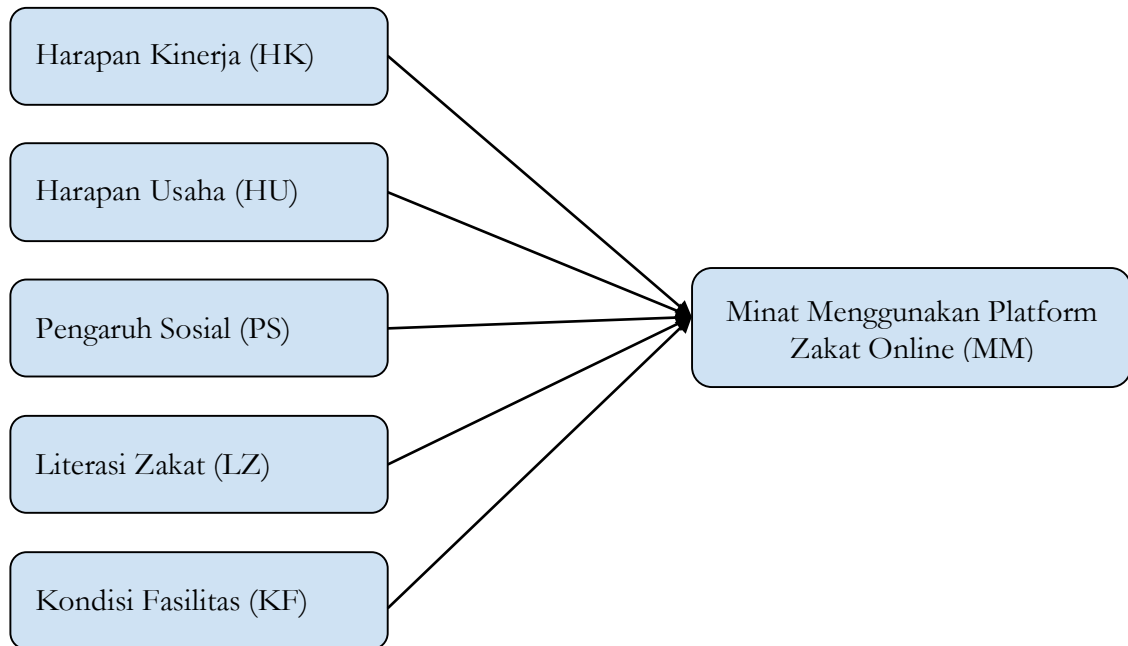 Harapan Kinerja (HK)
Harapan Usaha (HU)
Pengaruh Sosial (PS)
Literasi Zakat (LZ)
Kondisi Fasilitas (KF)
Minat Menggunakan Platform
Zakat Online (MM)